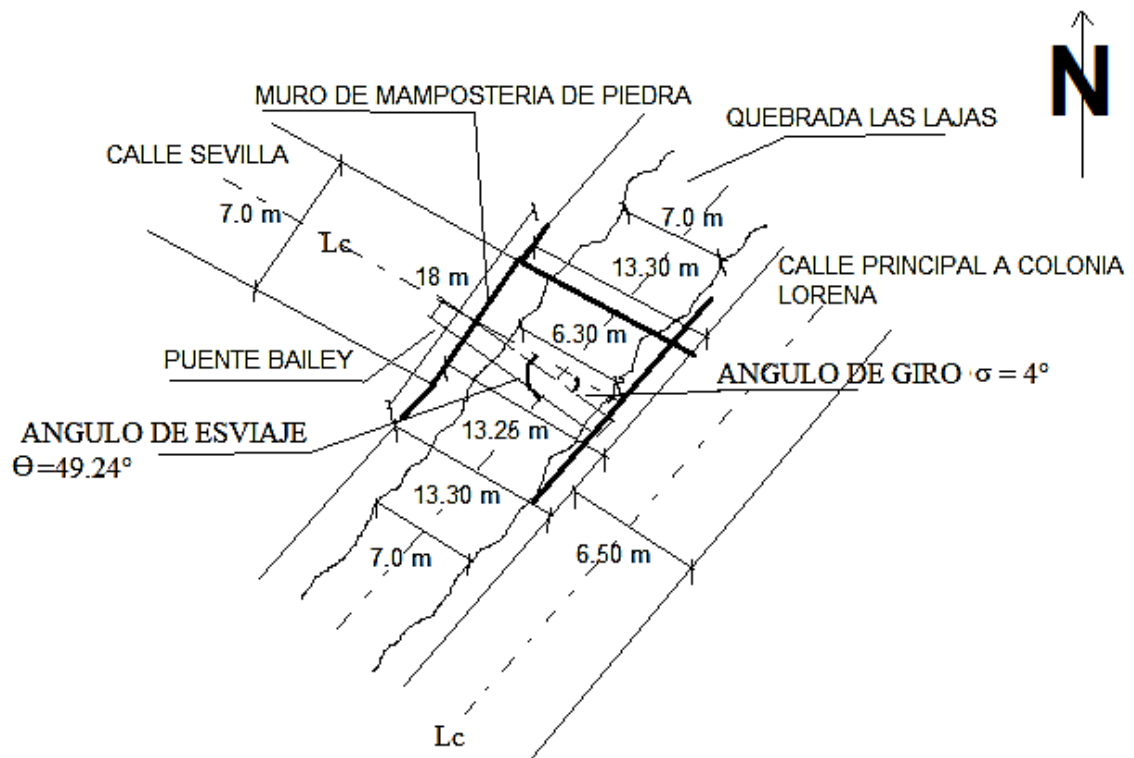 N
MURO DE MAMPOSTERIA DE PIEDRA
QUEBRADA LAS LAJAS
CALLE SEVILLA
7.0 m
7.0 m
Lc
18 m
13.30 m
CALLE PRINCIPAL A COLONIA
LORENA
6.30 m
PUENTE BAILEY
ANGULO DE GIRO σ = 4°
ANGULO DE ESVIAJE
Θ=49.24°
13.25 m
13.30 m
7.0 m
6.50 m
Lc